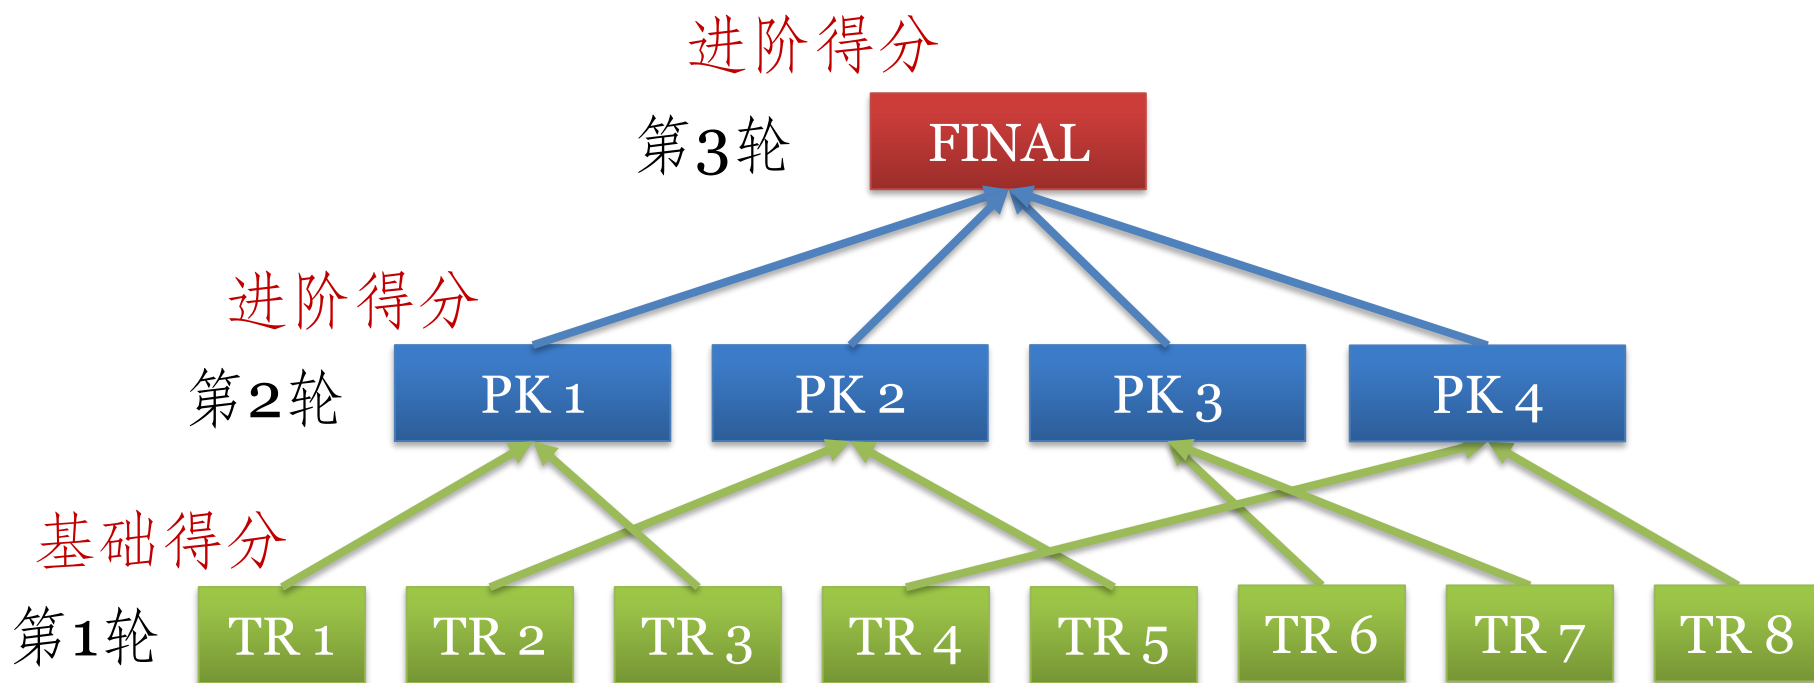 进阶得分
第3轮
FINAL
进阶得分
第2轮
PK 1
PK 2
PK 3
PK 4
基础得分
第1轮
TR 1
TR 2
TR 3
TR 4
TR 5
TR 6
TR 7
TR 8